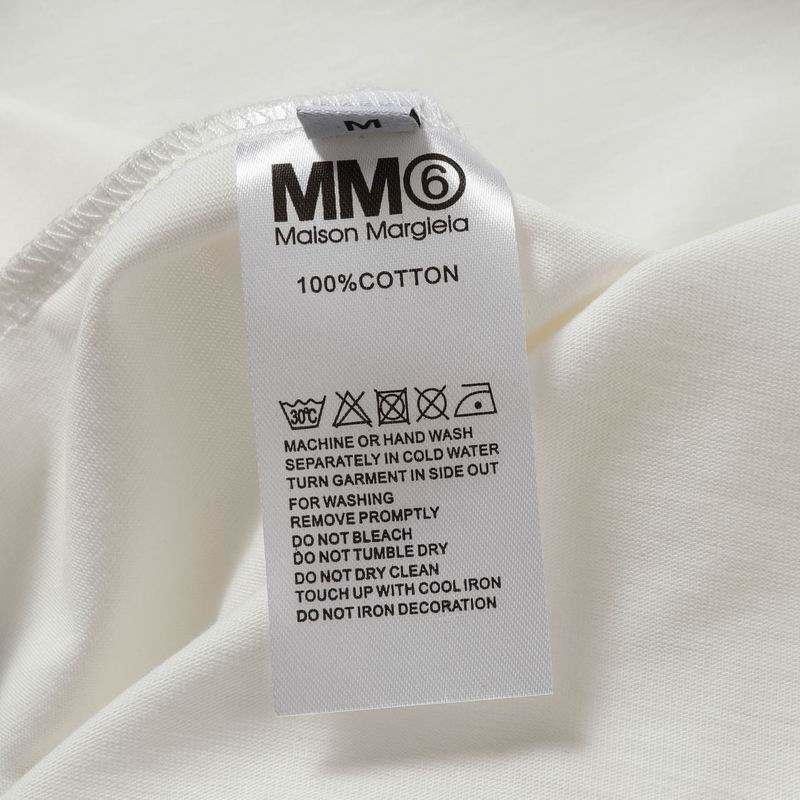 M
MM6
Maison Margiela
100%COTTON
30℃
MACHINE OR HAND WASH
SEPARATELY IN COLD WATER
TURN GARMENT IN SIDE OUT
FOR WASHING
REMOVE PROMPTLY
DO NOT BLEACH
DO NOT TUMBLE DRY
DO NOT DRY CLEAN
TOUCH UP WITH COOL IRON
DO NOT IRON DECORATION